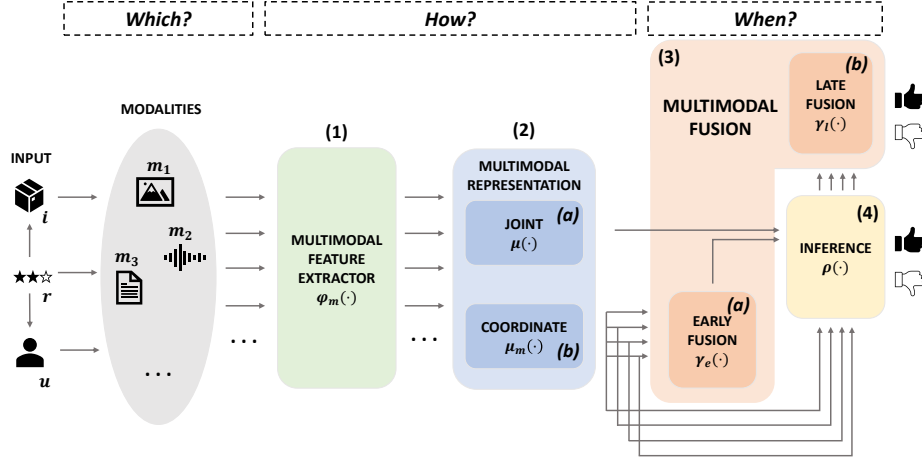 Which?
How?
When?
INPUT
i
r
u
MODALITIES
m₁
m₂
m₃
...
...
(1)
MULTIMODAL
FEATURE
EXTRACTOR
φₘ(·)
...
(2)
MULTIMODAL
REPRESENTATION
(a)
JOINT
μ(·)
COORDINATE
μₘ(·)
(b)
(3)
MULTIMODAL
FUSION
(a)
EARLY
FUSION
γₑ(·)
(b)
LATE
FUSION
γₗ(·)
(4)
INFERENCE
ρ(·)